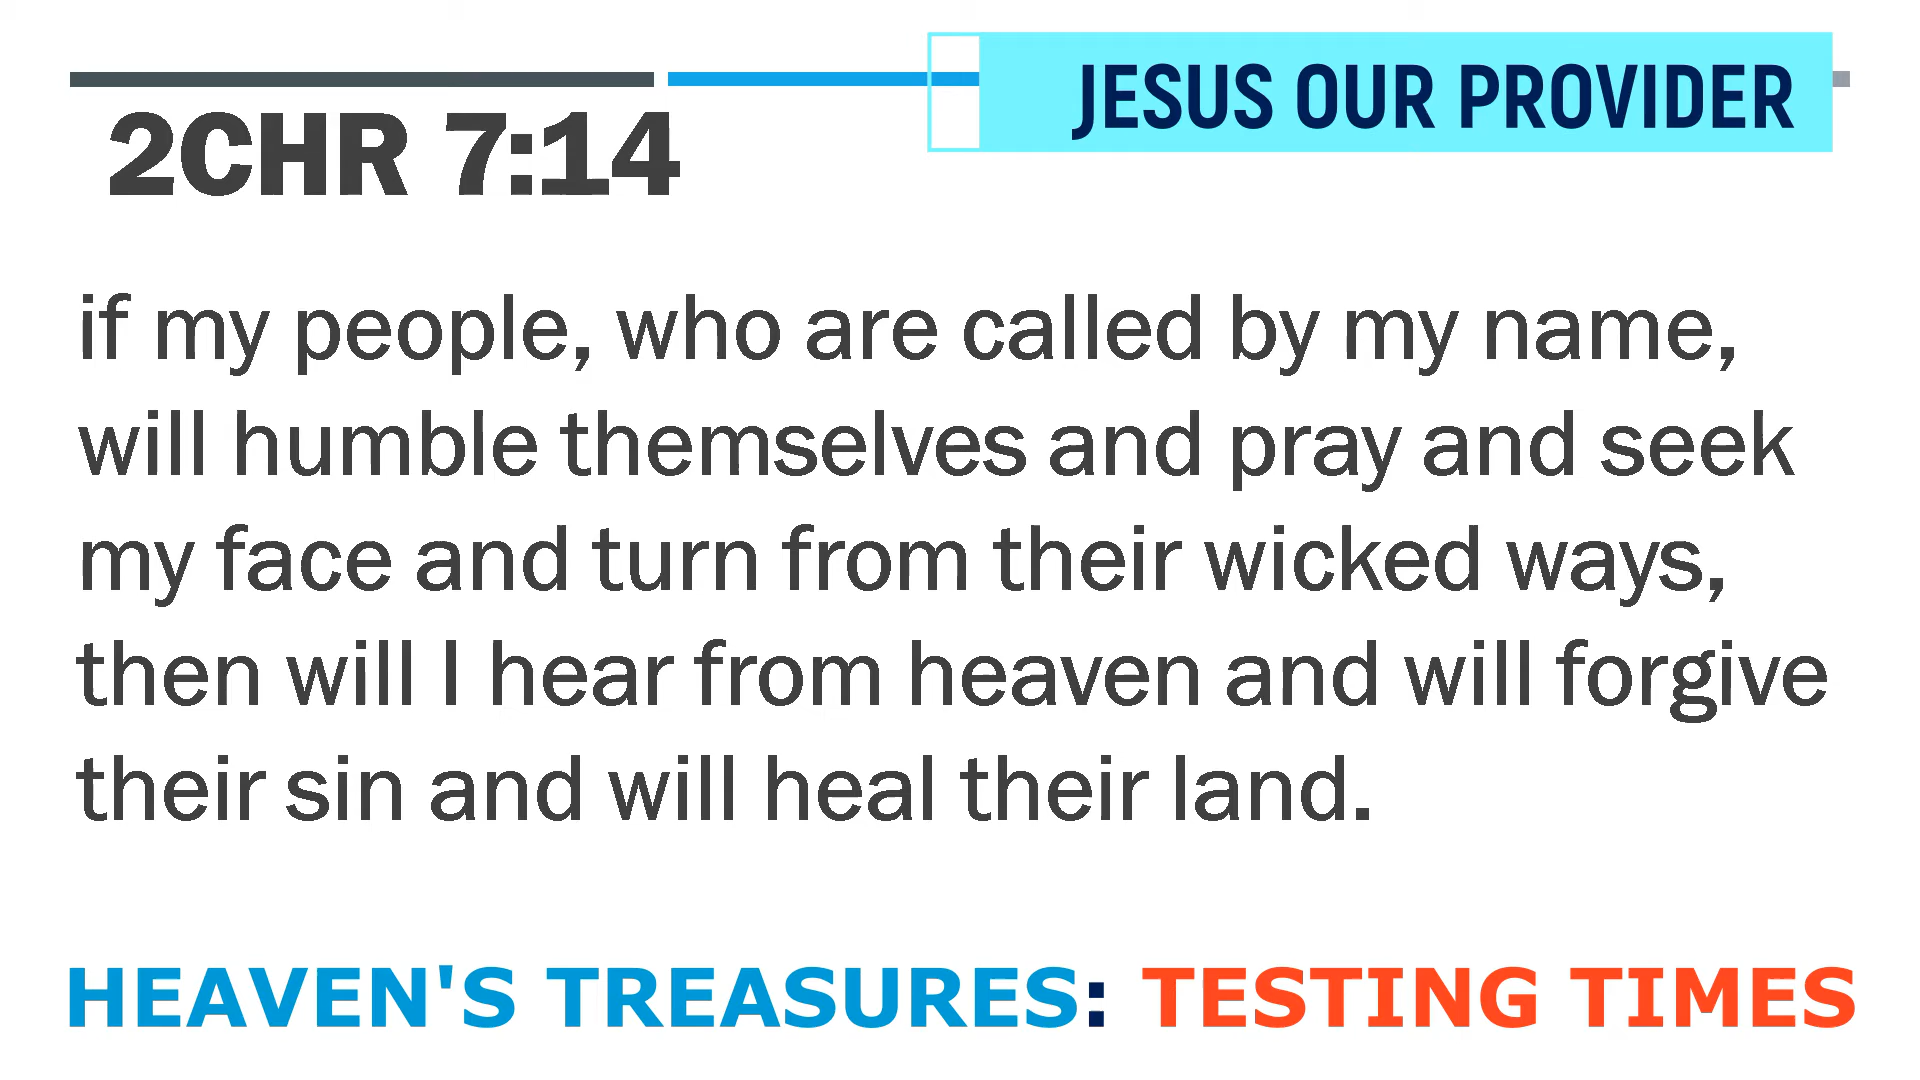 JESUS OUR PROVIDER
2CHR 7:14
if my people, who are called by my name,
will humble themselves and pray and seek
my face and turn from their wicked ways,
then will I hear from heaven and will forgive
their sin and will heal their land.
HEAVEN'S TREASURES: TESTING TIMES